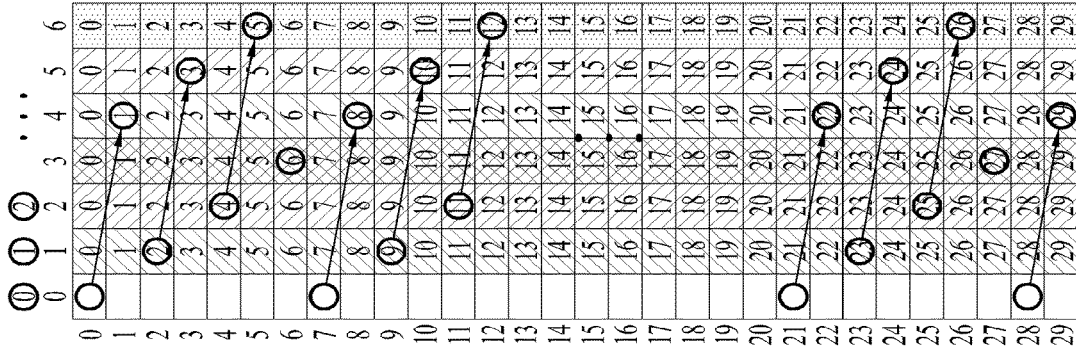 ⓪ ① ② ...
0 1 2 3 4 5 6
0 0 0 0 0 0 0
1 1 1 1 1 1 1
2 2 2 2 2 2 2
3 3 3 3 3 3 3
4 4 4 4 4 4 4
5 5 5 5 5 5 5
6 6 6 6 6 6 6
7 7 7 7 7 7 7
8 8 8 8 8 8 8
9 9 9 9 9 9 9
10 10 10 10 10 10 10
11 11 11 11 11 11 11
12 12 12 12 12 12 12
13 13 13 13 13 13 13
14 14 14 14 14 14 14
15 15 15 15 15 15 15
16 16 16 16 16 16 16
17 17 17 17 17 17 17
18 18 18 18 18 18 18
19 19 19 19 19 19 19
20 20 20 20 20 20 20
21 21 21 21 21 21 21
22 22 22 22 22 22 22
23 23 23 23 23 23 23
24 24 24 24 24 24 24
25 25 25 25 25 25 25
26 26 26 26 26 26 26
27 27 27 27 27 27 27
28 28 28 28 28 28 28
29 29 29 29 29 29 29